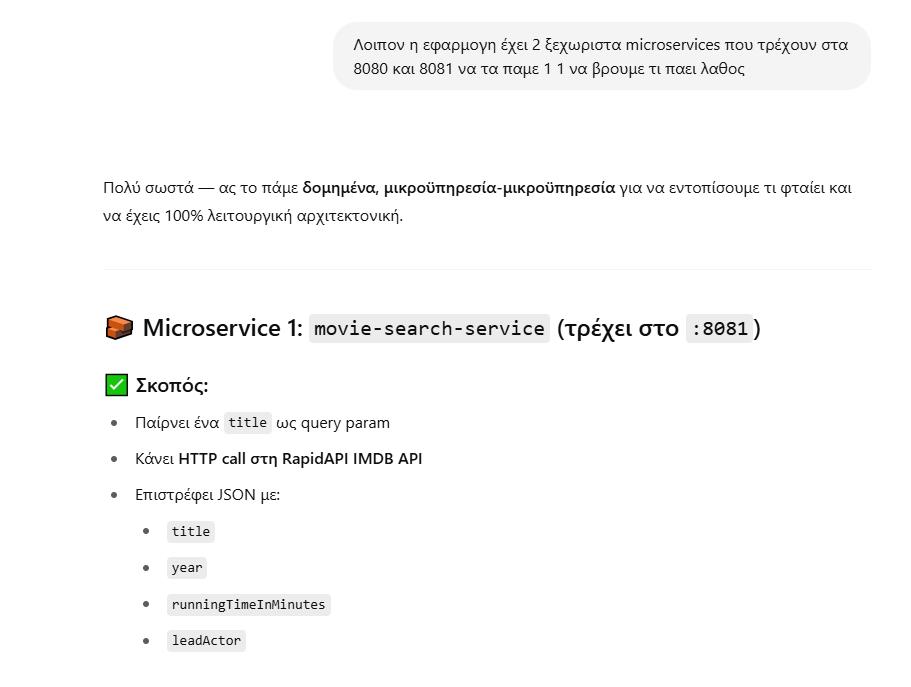 Λοιπον η εφαρμογη έχει 2 ξεχωριστα microservices που τρέχουν στα
8080 και 8081 να τα παμε 1 1 να βρουμε τι παει λαθος
Πολύ σωστά — ας το πάμε δομημένα, μικροϋπηρεσία-μικροϋπηρεσία για να εντοπίσουμε τι φταίει και
να έχεις 100% λειτουργική αρχιτεκτονική.
Microservice 1: movie-search-service (τρέχει στο :8081)
Σκοπός:
Παίρνει ένα title ως query param
Κάνει HTTP call στη RapidAPI IMDB API
Επιστρέφει JSON με:
title
year
runningTimeInMinutes
leadActor